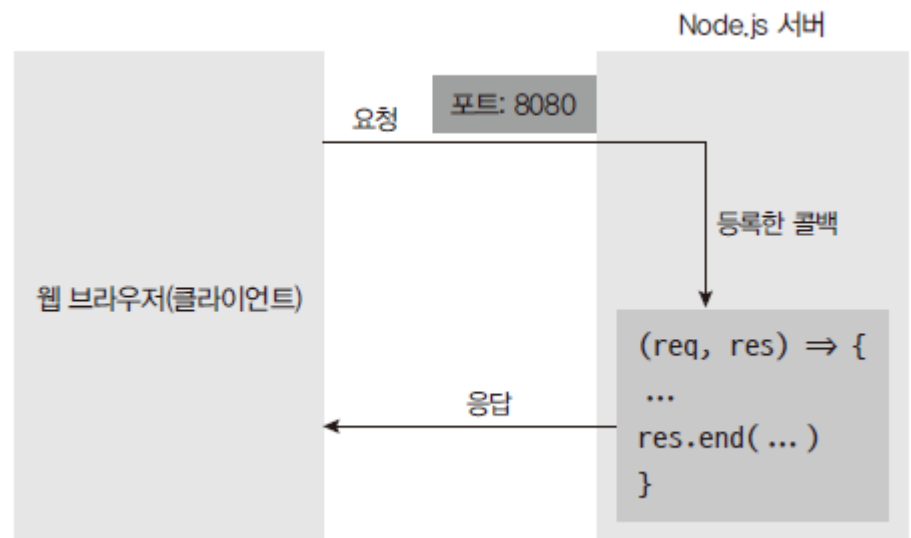 Node.js 서버
포트: 8080
요청
등록한 콜백
웹 브라우저(클라이언트)
(req, res) ⇒ {
...
res.end( ... )
}
응답